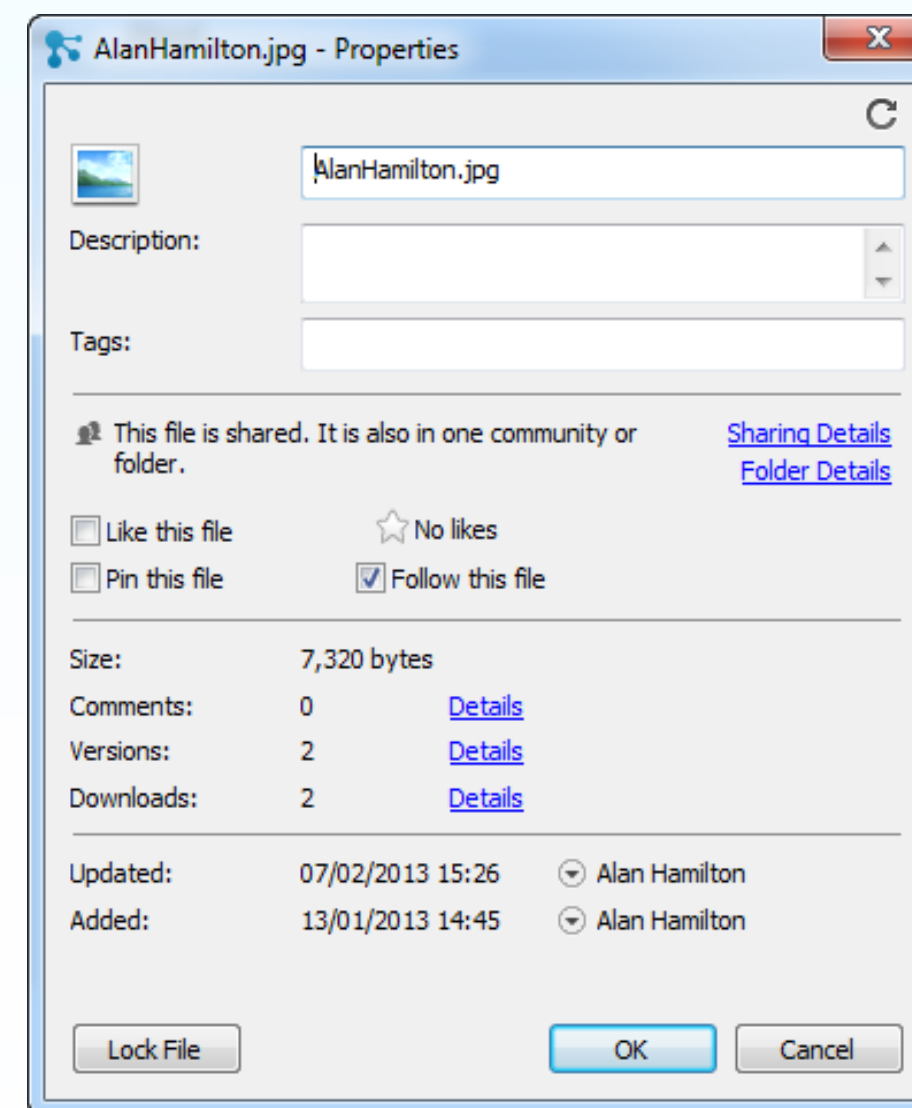 AlanHamilton.jpg - Properties
AlanHamilton.jpg
Description:
Tags:
This file is shared. It is also in one community or
folder.
Sharing Details
Folder Details
Like this file No likes
Pin this file Follow this file
Size: 7,320 bytes
Comments: 0 Details
Versions: 2 Details
Downloads: 2 Details
Updated: 07/02/2013 15:26 Alan Hamilton
Added: 13/01/2013 14:45 Alan Hamilton
Lock File OK Cancel